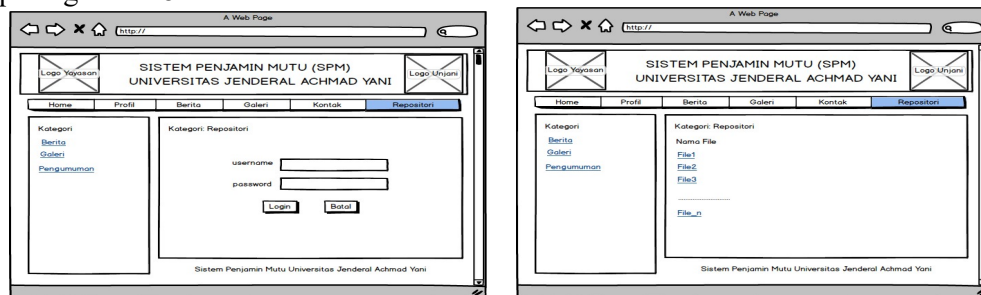 A Web Page
http://
Logo Yayasan
SISTEM PENJAMIN MUTU (SPM)
UNIVERSITAS JENDERAL ACHMAD YANI
Logo Unjani
Home Profil Berita Galeri Kontak Repositori
Kategori
Berita
Galeri
Pengumuman
Kategori: Repositori
username
password
Login Batal
Sistem Penjamin Mutu Universitas Jenderal Achmad Yani
A Web Page
http://
Logo Yayasan
SISTEM PENJAMIN MUTU (SPM)
UNIVERSITAS JENDERAL ACHMAD YANI
Logo Unjani
Home Profil Berita Galeri Kontak Repositori
Kategori
Berita
Galeri
Pengumuman
Kategori: Repositori
Nama File
File1
File2
File3
............................
File_n
Sistem Penjamin Mutu Universitas Jenderal Achmad Yani